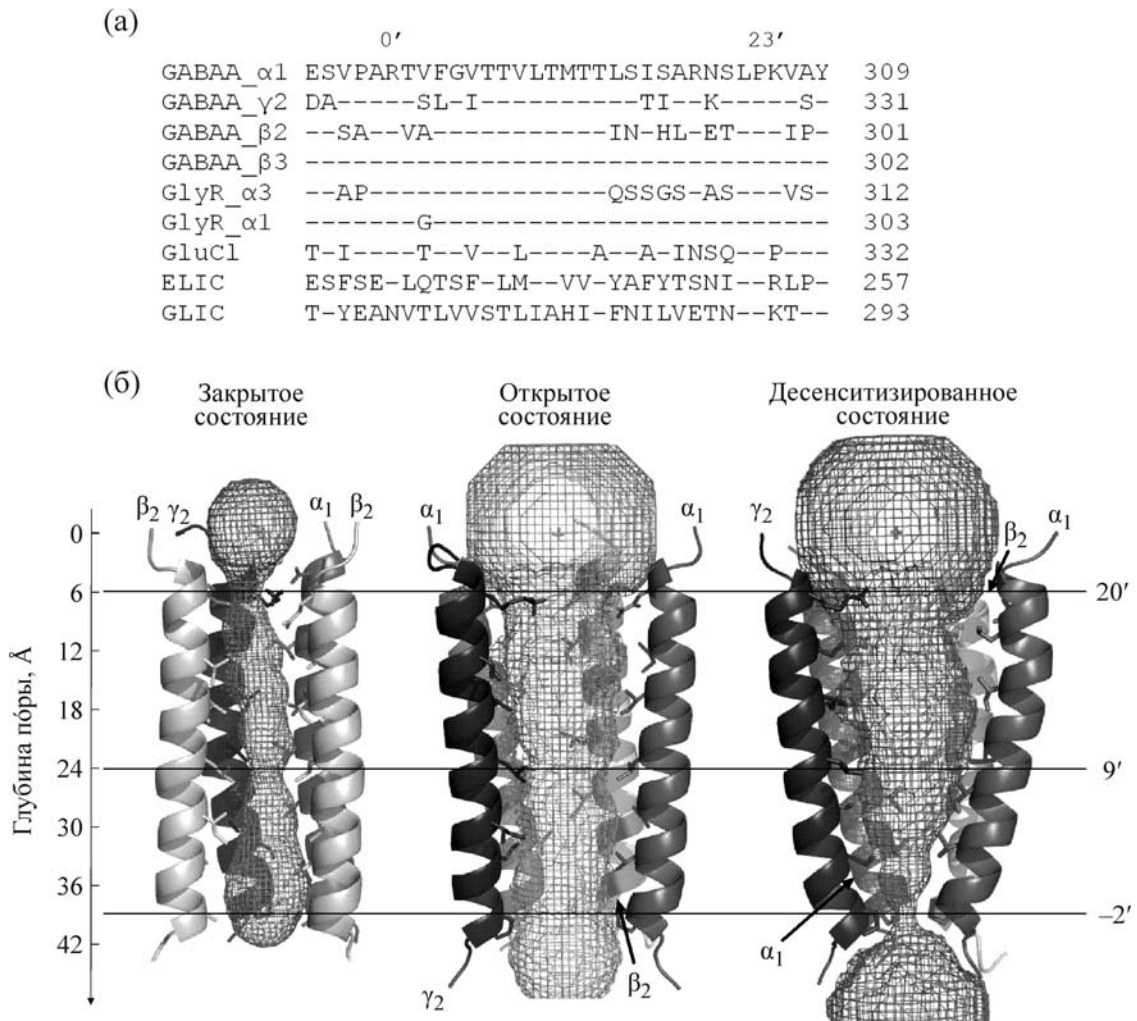 (а)
0′ 23′
GABAA_α1 ESVPARTVFGVTTVLTMTTLSISARNSLPKVAY 309
GABAA_γ2 DA-----SL-I----------TI--K-----S- 331
GABAA_β2 --SA--VA-----------IN-HL-ET---IP- 301
GABAA_β3 --------------------------------- 302
GlyR_α3 --AP---------------QSSGS-AS---VS- 312
GlyR_α1 -------G------------------------- 303
GluCl T-I----T--V--L----A--A-INSQ--P--- 332
ELIC ESFSE-LQTSF-LM--VV-YAFYTSNI--RLP- 257
GLIC T-YEANVTLVVSTLIAHI-FNILVETN--KT-- 293
(б)
Закрытое состояние
Открытое состояние
Десенситизированное состояние
β2 γ2 α1 β2
α1 α1
γ2 β2 α1
Глубина по́ры, Å
0
6
12
18
24
30
36
42
20′
9′
–2′
γ2 β2
α1